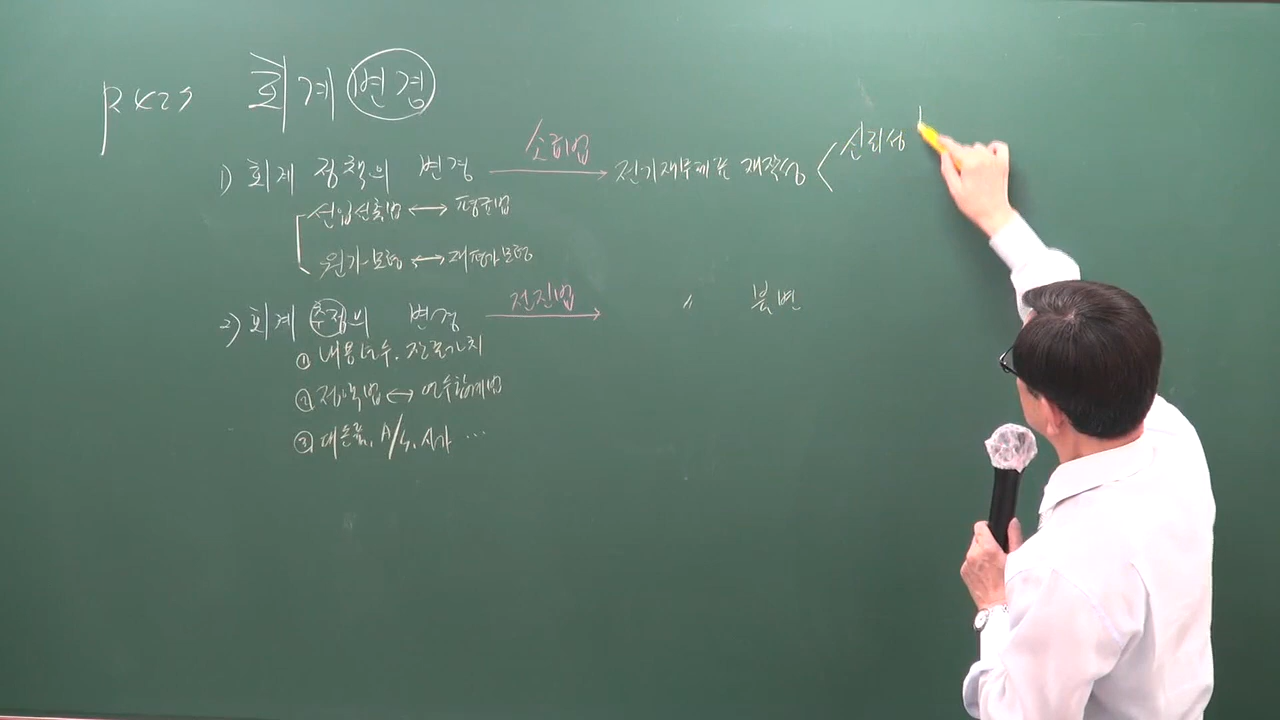 P425 회계 변경
1) 회계 정책의 변경 소급법 → 전기재무제표 재작성 < 신뢰성
선입선출법 ↔ 평균법
원가모형 ↔ 재평가모형
2) 회계 추정의 변경 전진법 → 〃 불변
① 내용년수, 잔존가치
② 정액법 ↔ 연수합계법
③ 대손률, A/S, 시가 …